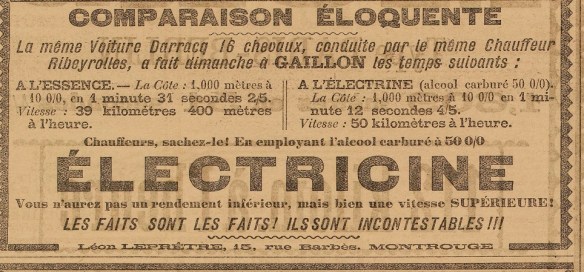 COMPARAISON ÉLOQUENTE
La même Voiture Darracq 16 chevaux, conduite par le même Chauffeur
Ribeyrolles, a fait dimanche à GAILLON les temps suivants :
A L'ESSENCE. — La Côte : 1,000 mètres à
10 0/0, en 1 minute 31 secondes 2/5.
Vitesse : 39 kilomètres 400 mètres
à l'heure.
A L'ÉLECTRINE (alcool carburé 50 0/0).
La Côte : 1,000 mètres à 10 0/0 en 1 mi-
nute 12 secondes 4/5.
Vitesse : 50 kilomètres à l'heure.
Chauffeurs, sachez-le! En employant l'alcool carburé à 50 0/0
ÉLECTRICINE
Vous n'aurez pas un rendement inférieur, mais bien une vitesse SUPÉRIEURE!
LES FAITS SONT LES FAITS! ILS SONT INCONTESTABLES!!!
Léon LEPRÊTRE, 15, rue Barbès. MONTROUGE